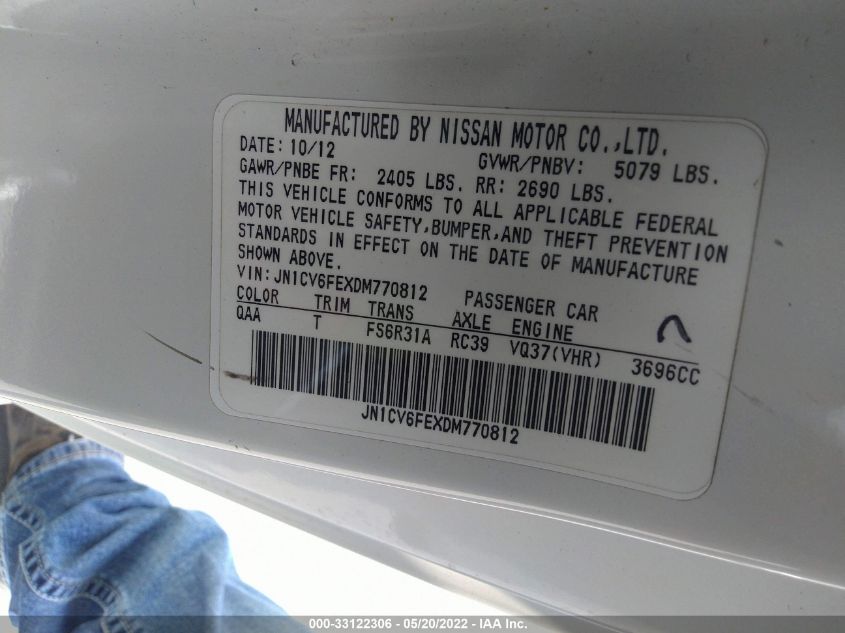 MANUFACTURED BY NISSAN MOTOR CO.,LTD.
DATE: 10/12 GVWR/PNBV: 5079 LBS.
GAWR/PNBE FR: 2405 LBS. RR: 2690 LBS.
THIS VEHICLE CONFORMS TO ALL APPLICABLE FEDERAL
MOTOR VEHICLE SAFETY,BUMPER,AND THEFT PREVENTION
STANDARDS IN EFFECT ON THE DATE OF MANUFACTURE
SHOWN ABOVE.
VIN:JN1CV6FEXDM770812 PASSENGER CAR
COLOR TRIM TRANS AXLE ENGINE
QAA T FS6R31A RC39 VQ37(VHR) 3696CC
JN1CV6FEXDM770812
000-33122306 - 05/20/2022 - IAA Inc.